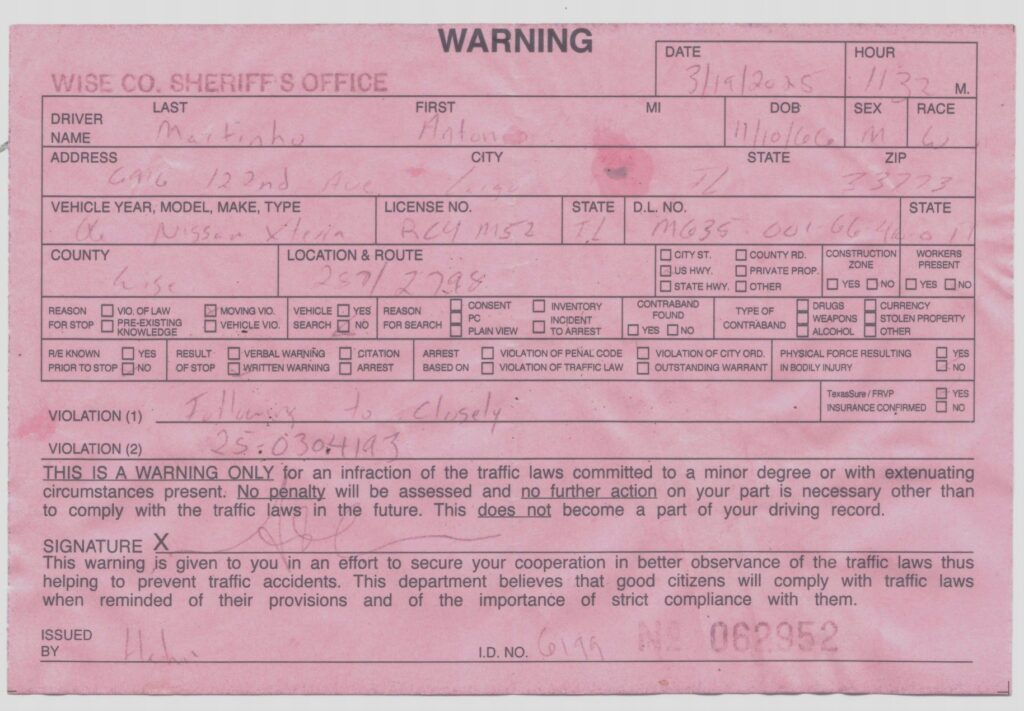 WARNING
WISE CO. SHERIFF'S OFFICE
DATE 3/19/2025 HOUR 1132 M.
DRIVER NAME LAST FIRST MI DOB SEX RACE
Martinho 11/10/66 M W
ADDRESS CITY STATE ZIP
122nd Ave 33773
VEHICLE YEAR, MODEL, MAKE, TYPE LICENSE NO. STATE D.L. NO. STATE
Nissan Xterra
COUNTY LOCATION & ROUTE
Wise 287/
CITY ST. COUNTY RD.
US HWY. PRIVATE PROP.
STATE HWY. OTHER
CONSTRUCTION ZONE YES NO
WORKERS PRESENT YES NO
REASON FOR STOP VIO. OF LAW PRE-EXISTING KNOWLEDGE MOVING VIO. VEHICLE VIO.
VEHICLE SEARCH YES NO
REASON FOR SEARCH CONSENT PC PLAIN VIEW INVENTORY INCIDENT TO ARREST
CONTRABAND FOUND YES NO
TYPE OF CONTRABAND DRUGS WEAPONS ALCOHOL CURRENCY STOLEN PROPERTY OTHER
R/E KNOWN PRIOR TO STOP YES NO
RESULT OF STOP VERBAL WARNING WRITTEN WARNING CITATION ARREST
ARREST BASED ON VIOLATION OF PENAL CODE VIOLATION OF TRAFFIC LAW VIOLATION OF CITY ORD. OUTSTANDING WARRANT
PHYSICAL FORCE RESULTING IN BODILY INJURY YES NO
TexasSure / FRVP INSURANCE CONFIRMED YES NO
VIOLATION (1) Following to Closely
VIOLATION (2) 25-0304193
THIS IS A WARNING ONLY for an infraction of the traffic laws committed to a minor degree or with extenuating
circumstances present. No penalty will be assessed and no further action on your part is necessary other than
to comply with the traffic laws in the future. This does not become a part of your driving record.
SIGNATURE X
This warning is given to you in an effort to secure your cooperation in better observance of the traffic laws thus
helping to prevent traffic accidents. This department believes that good citizens will comply with traffic laws
when reminded of their provisions and of the importance of strict compliance with them.
ISSUED BY I.D. NO. No 062952